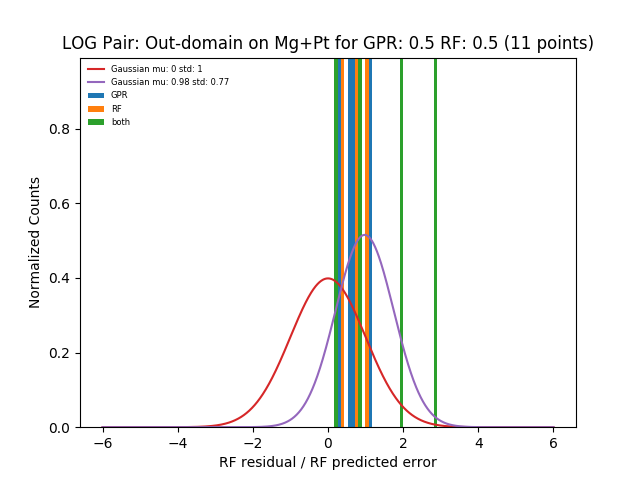 LOG Pair: Out-domain on Mg+Pt for GPR: 0.5 RF: 0.5 (11 points)
Gaussian mu: 0 std: 1
Gaussian mu: 0.98 std: 0.77
GPR
RF
both
Normalized Counts
0.8
0.6
0.4
0.2
0.0
−6 −4 −2 0 2 4 6
RF residual / RF predicted error